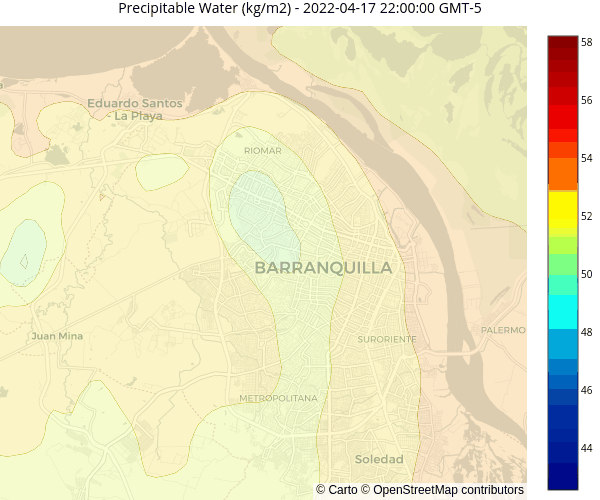 Precipitable Water (kg/m2) - 2022-04-17 22:00:00 GMT-5
58
56
54
52
50
48
46
44
Eduardo Santos
- La Playa
RIOMAR
BARRANQUILLA
PALERMO
Juan Mina
SURORIENTE
METROPOLITANA
Soledad
© Carto © OpenStreetMap contributors